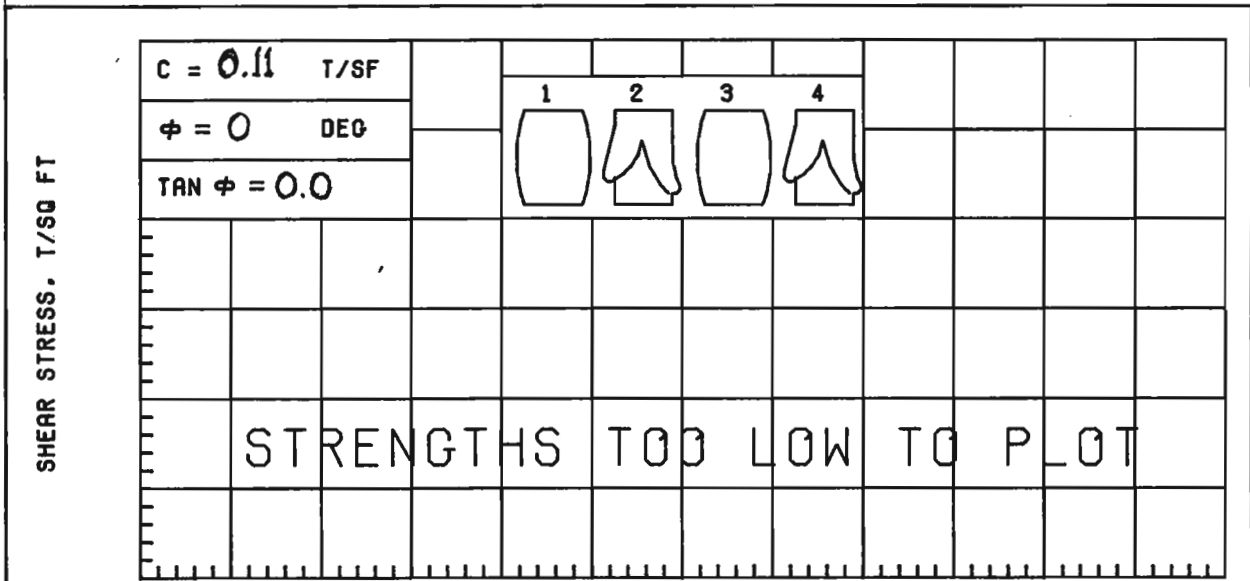 C = 0.11 T/SF
ϕ = 0 DEG
TAN ϕ = 0.0
1 2 3 4
SHEAR STRESS, T/SQ FT
STRENGTHS TOO LOW TO PLOT